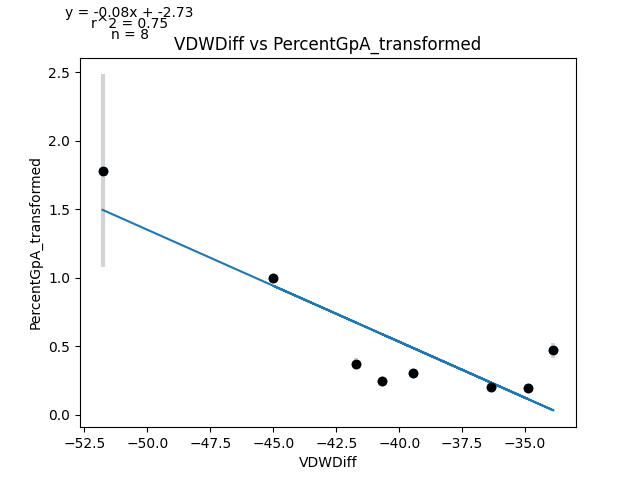 y = -0.08x + -2.73
r^2 = 0.75
n = 8
VDWDiff vs PercentGpA_transformed
PercentGpA_transformed
2.5
2.0
1.5
1.0
0.5
0.0
−52.5 −50.0 −47.5 −45.0 −42.5 −40.0 −37.5 −35.0
VDWDiff